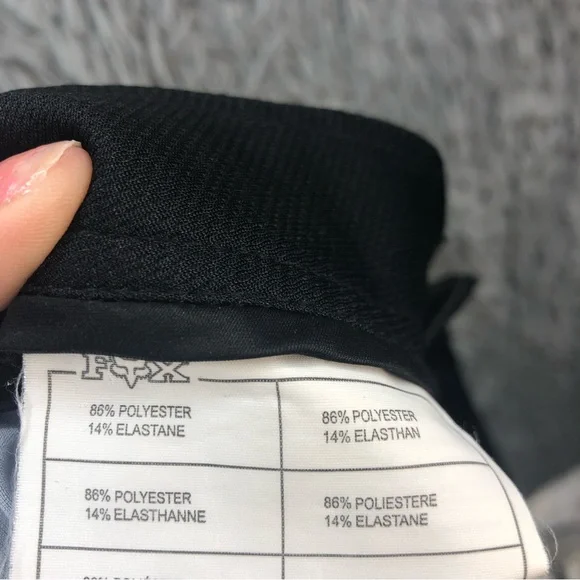 FOX
86% POLYESTER
14% ELASTANE
86% POLYESTER
14% ELASTHAN
86% POLYESTER
14% ELASTHANNE
86% POLIESTERE
14% ELASTANE